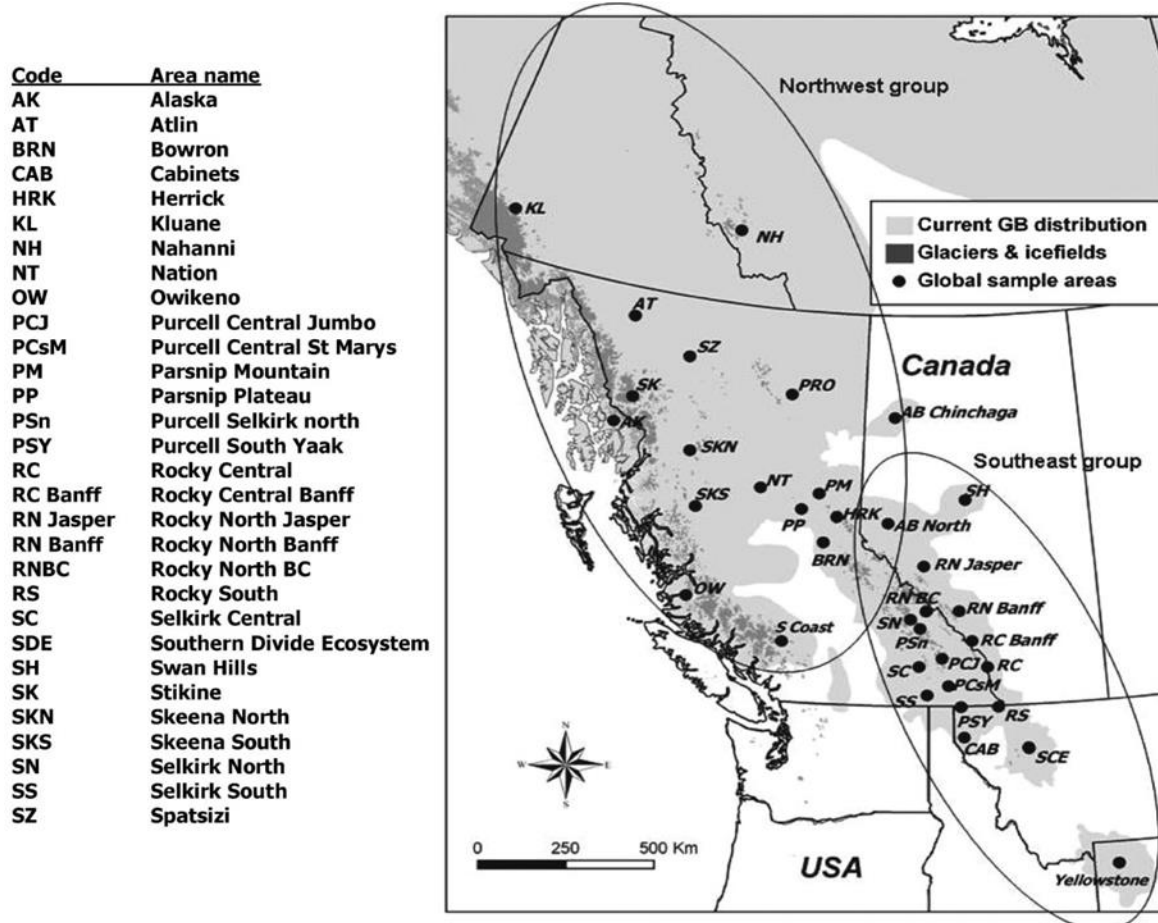 Code Area name
AK Alaska
AT Atlin
BRN Bowron
CAB Cabinets
HRK Herrick
KL Kluane
NH Nahanni
NT Nation
OW Owikeno
PCJ Purcell Central Jumbo
PCsM Purcell Central St Marys
PM Parsnip Mountain
PP Parsnip Plateau
PSn Purcell Selkirk north
PSY Purcell South Yaak
RC Rocky Central
RC Banff Rocky Central Banff
RN Jasper Rocky North Jasper
RN Banff Rocky North Banff
RNBC Rocky North BC
RS Rocky South
SC Selkirk Central
SDE Southern Divide Ecosystem
SH Swan Hills
SK Stikine
SKN Skeena North
SKS Skeena South
SN Selkirk North
SS Selkirk South
SZ Spatsizi
Northwest group
KL
NH
Current GB distribution
Glaciers & icefields
Global sample areas
AT
SZ
Canada
SK
PRO
AK
AB Chinchaga
SKN
Southeast group
NT
PM
SH
SKS
PP
HRK
AB North
BRN
RN Jasper
OW
RN BC
RN Banff
SN
S Coast
PSn
RC Banff
SC
PCJ
RC
PCsM
SS
PSY
RS
CAB
SCE
N
W E
S
0 250 500 Km
USA
Yellowstone